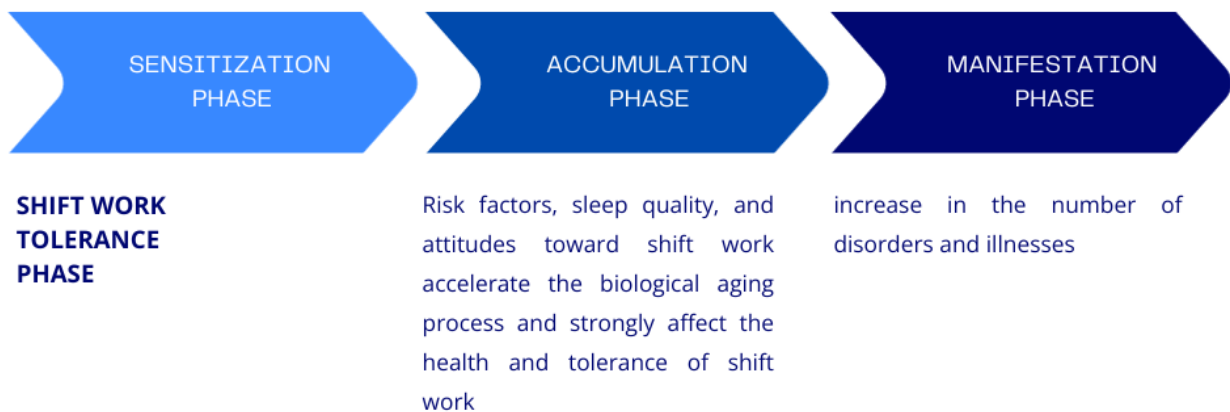 SENSITIZATION
PHASE
ACCUMULATION
PHASE
MANIFESTATION
PHASE
SHIFT WORK
TOLERANCE
PHASE
Risk factors, sleep quality, and
attitudes toward shift work
accelerate the biological aging
process and strongly affect the
health and tolerance of shift
work
increase in the number of
disorders and illnesses